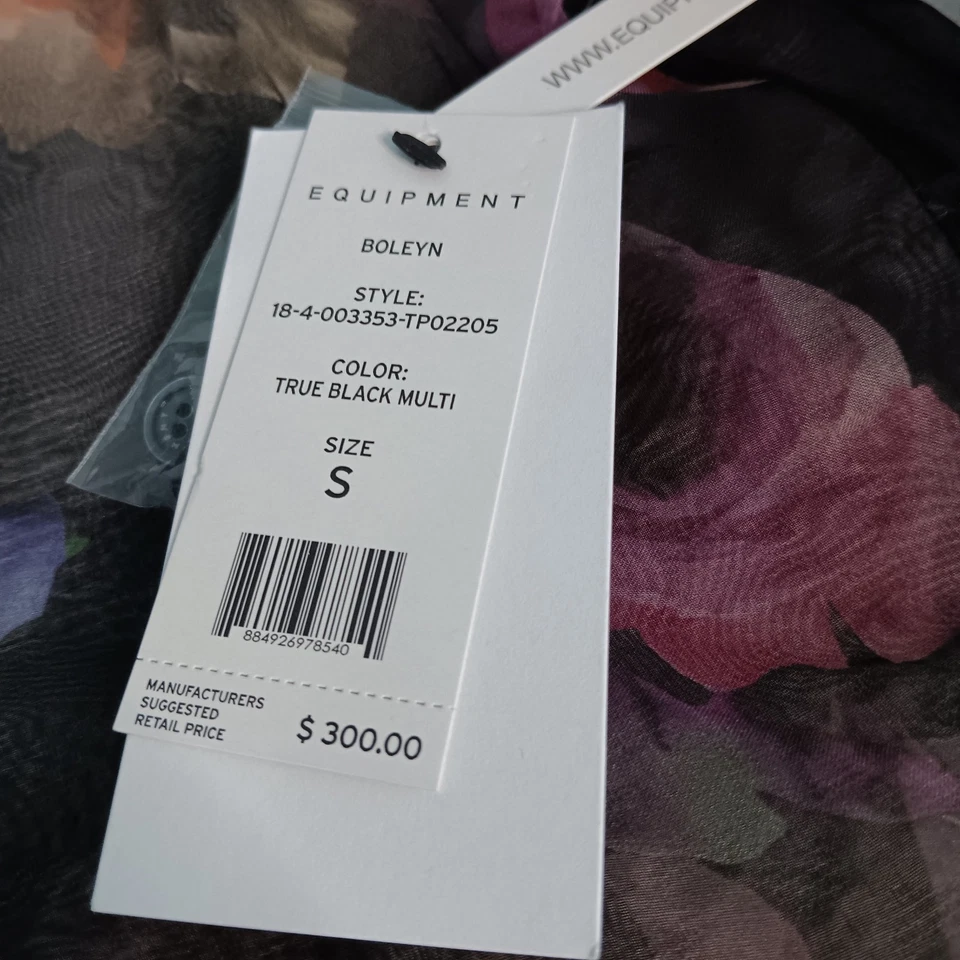 WWW.EQUIP
EQUIPMENT
BOLEYN
STYLE:
18-4-003353-TP02205
COLOR:
TRUE BLACK MULTI
SIZE
S
884926978540
MANUFACTURERS
SUGGESTED
RETAIL PRICE
$ 300.00